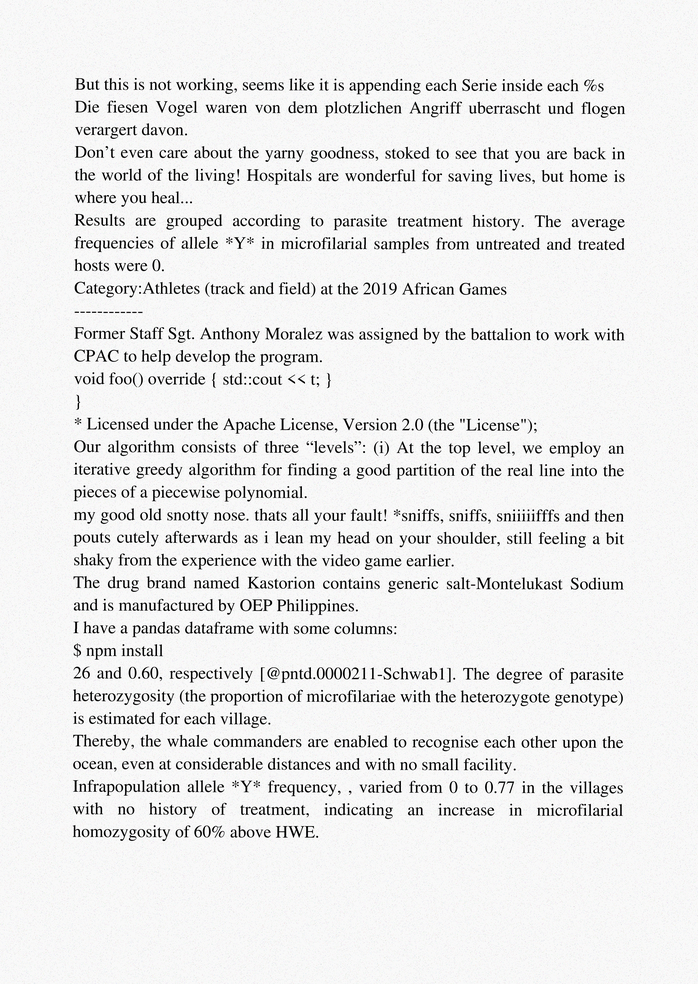 But this is not working, seems like it is appending each Serie inside each %s
Die fiesen Vogel waren von dem plotzlichen Angriff uberrascht und flogen
verargert davon.
Don't even care about the yarny goodness, stoked to see that you are back in
the world of the living! Hospitals are wonderful for saving lives, but home is
where you heal...
Results are grouped according to parasite treatment history. The average
frequencies of allele *Y* in microfilarial samples from untreated and treated
hosts were 0.
Category:Athletes (track and field) at the 2019 African Games
------------
Former Staff Sgt. Anthony Moralez was assigned by the battalion to work with
CPAC to help develop the program.
void foo() override { std::cout << t; }
}
* Licensed under the Apache License, Version 2.0 (the "License");
Our algorithm consists of three “levels”: (i) At the top level, we employ an
iterative greedy algorithm for finding a good partition of the real line into the
pieces of a piecewise polynomial.
my good old snotty nose. thats all your fault! *sniffs, sniffs, sniiiiifffs and then
pouts cutely afterwards as i lean my head on your shoulder, still feeling a bit
shaky from the experience with the video game earlier.
The drug brand named Kastorion contains generic salt-Montelukast Sodium
and is manufactured by OEP Philippines.
I have a pandas dataframe with some columns:
$ npm install
26 and 0.60, respectively [@pntd.0000211-Schwab1]. The degree of parasite
heterozygosity (the proportion of microfilariae with the heterozygote genotype)
is estimated for each village.
Thereby, the whale commanders are enabled to recognise each other upon the
ocean, even at considerable distances and with no small facility.
Infrapopulation allele *Y* frequency, , varied from 0 to 0.77 in the villages
with no history of treatment, indicating an increase in microfilarial
homozygosity of 60% above HWE.